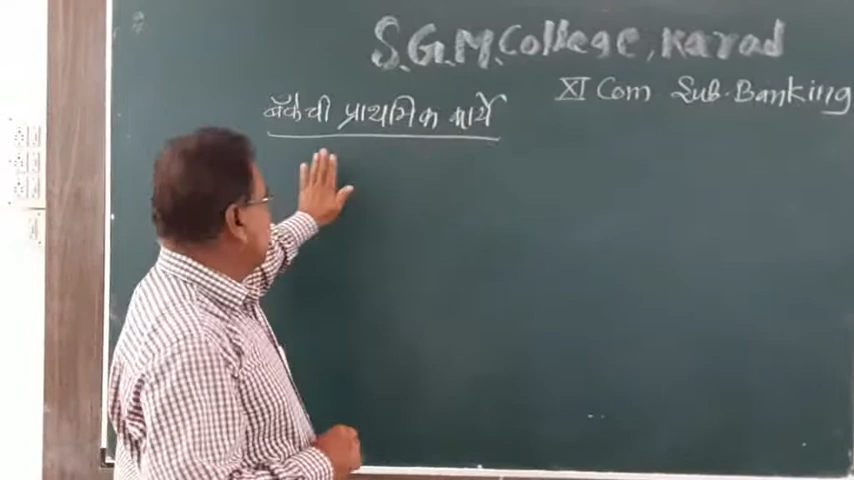 S.G.M.College, Karad
XI Com Sub-Banking
बँकेची प्राथमिक कार्ये